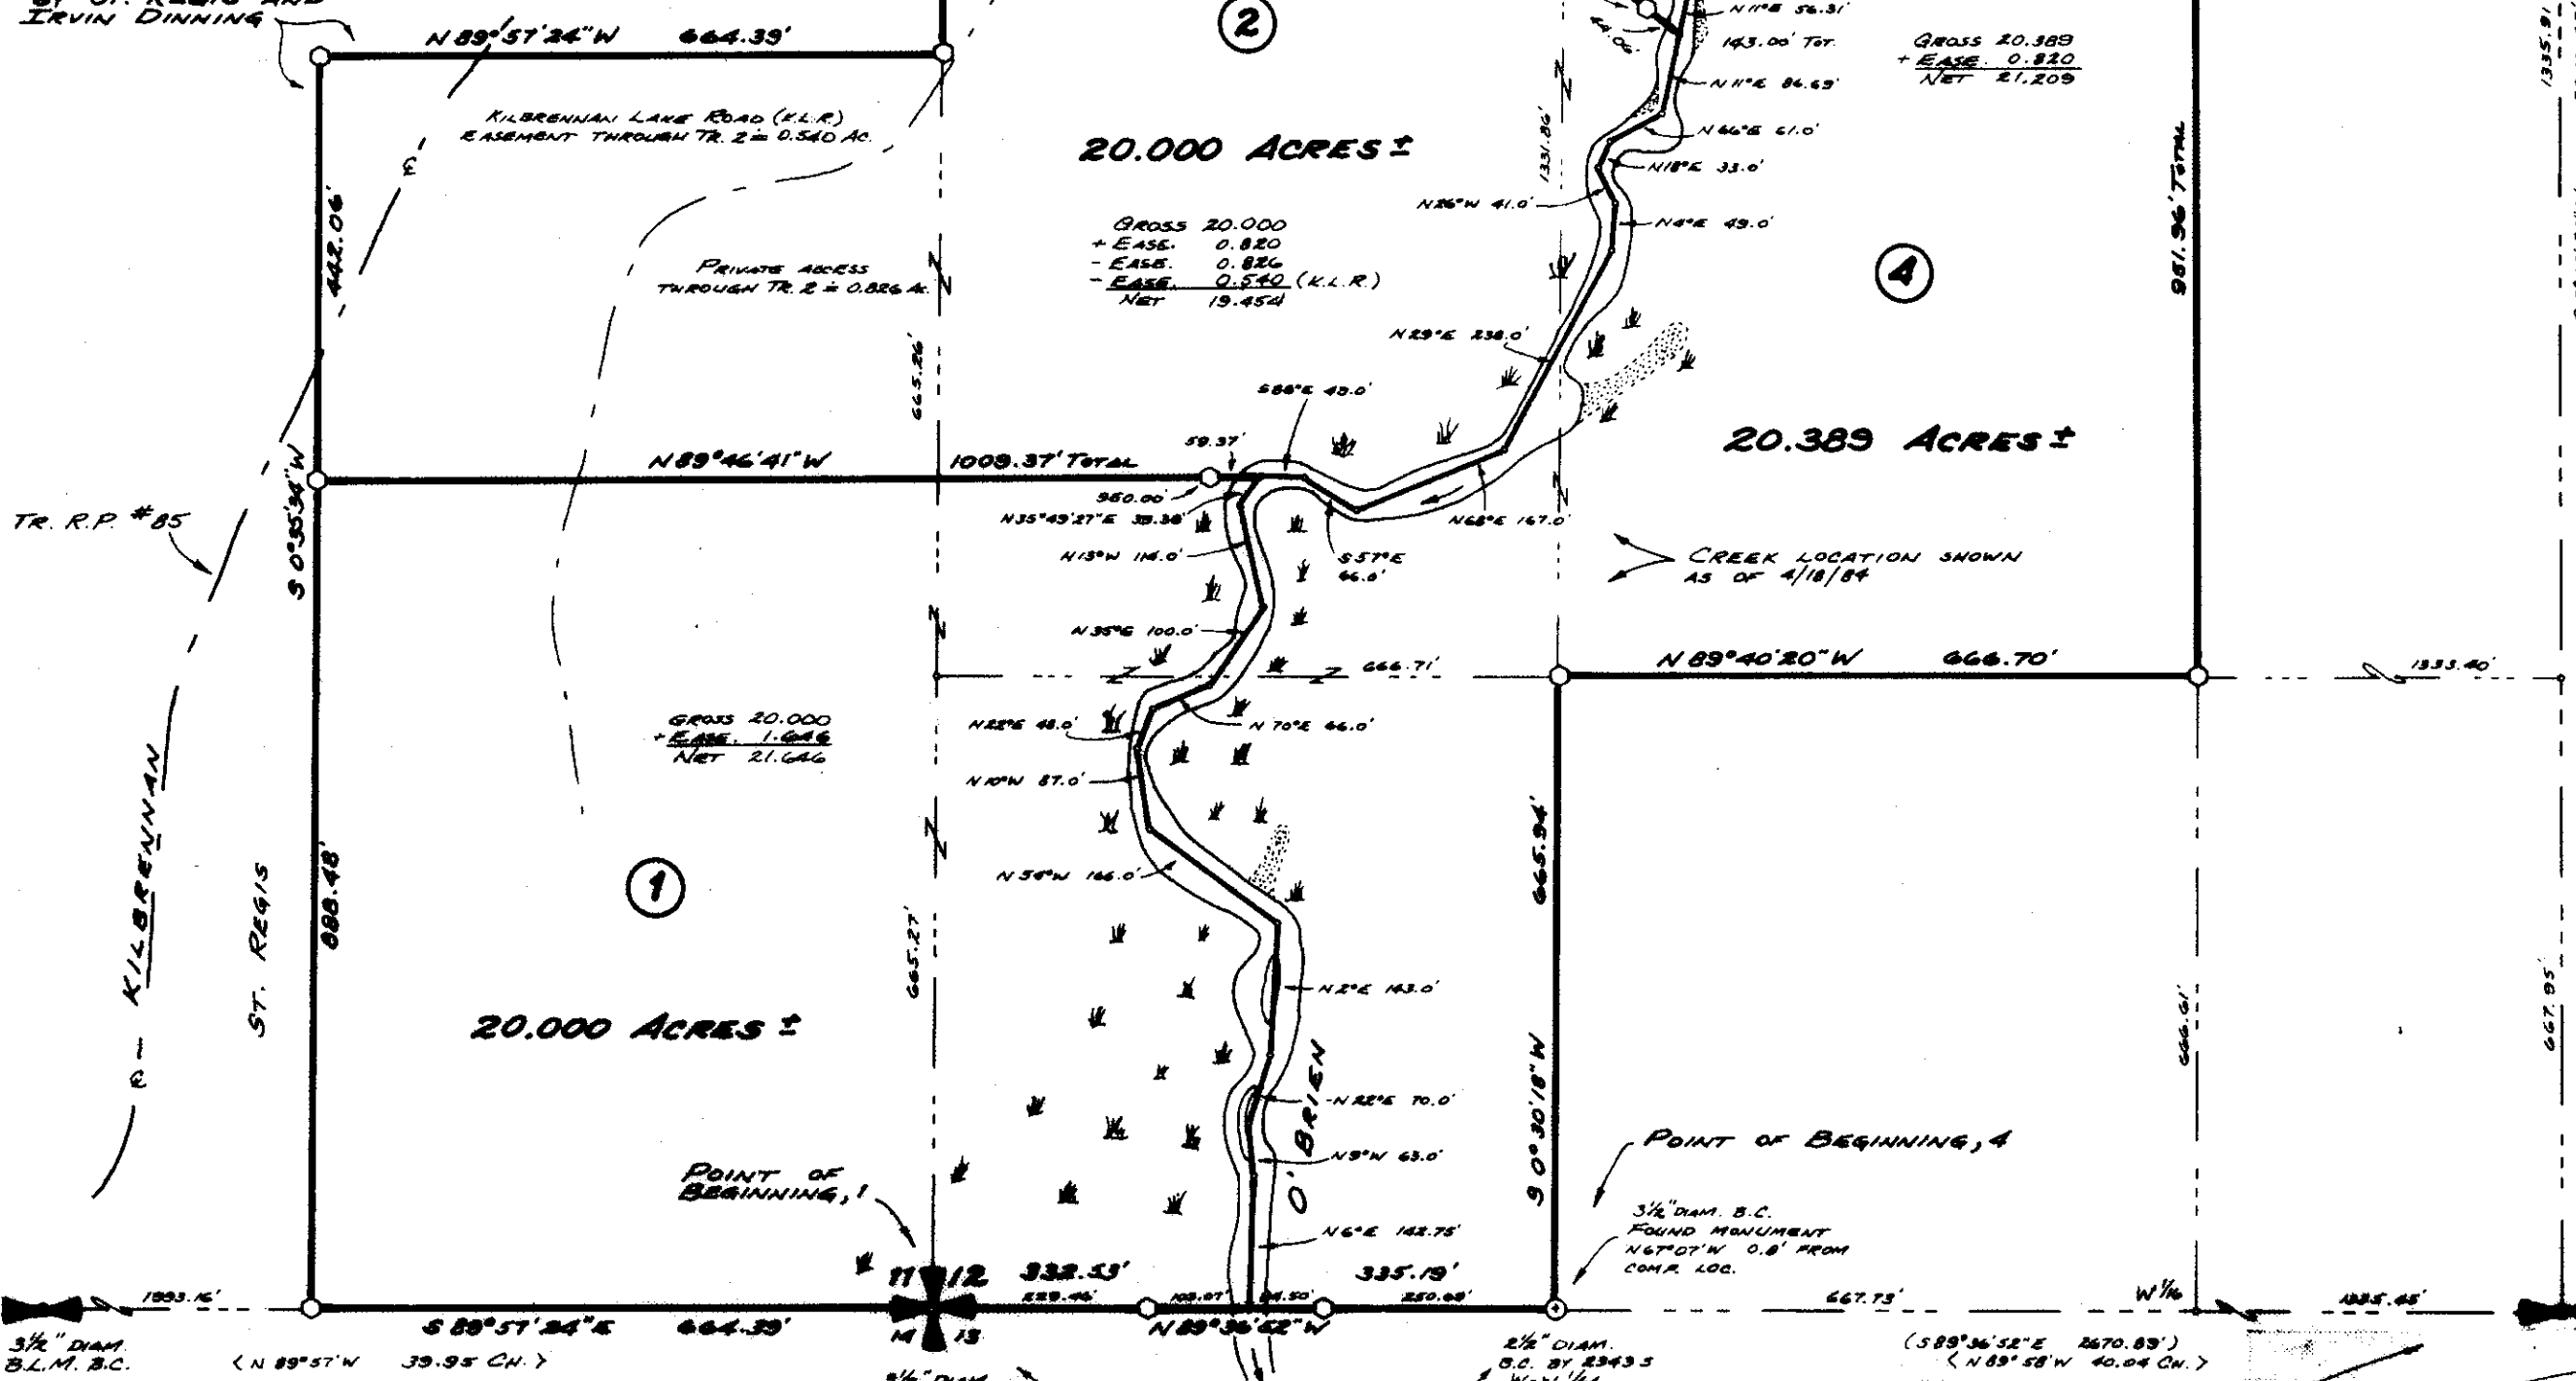 IRVIN DINNING
N 89°57'24"W 664.39'
2
N 11°E 56.31'
143.00' TOT.
N 11°E 86.69'
GROSS 20.389
+ EASE. 0.820
NET 21.209
1335.91
KILBRENNAN LAKE ROAD (K.L.R.)
EASEMENT THROUGH TR. 2 = 0.540 AC.
20.000 ACRES ±
1331.86'
N 66°E 61.0'
N 18°E 33.0'
N 26°W 41.0'
N 4°E 49.0'
951.96' TOTAL
442.06'
GROSS 20.000
+ EASE. 0.820
- EASE. 0.826
- EASE. 0.540 (K.L.R.)
NET 19.454
PRIVATE ACCESS
THROUGH TR. 2 = 0.826 AC.
4
665.26'
N 29°E 238.0'
S 86°E 43.0'
20.389 ACRES ±
59.37'
N 89°46'41"W 1009.37' TOTAL
950.00'
N 35°49'27"E 39.38'
N 68°E 167.0'
TR. R.P. #85
S 0°35'34"W
N 13°W 114.0'
S 57°E
66.0'
CREEK LOCATION SHOWN
AS OF 4/18/84
N 35°E 100.0'
666.71'
N 89°40'20"W 666.70'
1333.40'
GROSS 20.000
+ EASE. 1.646
NET 21.646
N 22°E 48.0'
N 70°E 66.0'
N 10°W 87.0'
KILBRENNAN
ST. REGIS
888.48'
1
N 54°W 166.0'
665.94'
665.27'
N 2°E 143.0'
20.000 ACRES ±
666.61'
667.95'
N 22°E 70.0'
O'BRIEN
N 9°W 63.0'
S 0°30'18"W
POINT OF BEGINNING, 4
POINT OF
BEGINNING, 1
N 6°E 142.75'
3½" DIAM. B.C.
FOUND MONUMENT
N 67°07'W 0.8' FROM
COMP. LOC.
11 12 332.53' 335.19'
229.46' 103.07' 84.50' 250.69'
667.73' W 1/16
S 89°57'24"E 664.39'
14 13 N 89°36'52"W
3½" DIAM.
B.L.M. B.C.
< N 89°57'W 39.95 CH. >
2½" DIAM.
B.C. BY 2343 S
(S 89°36'52"E 2670.89')
< N 89°58'W 40.04 CH. >